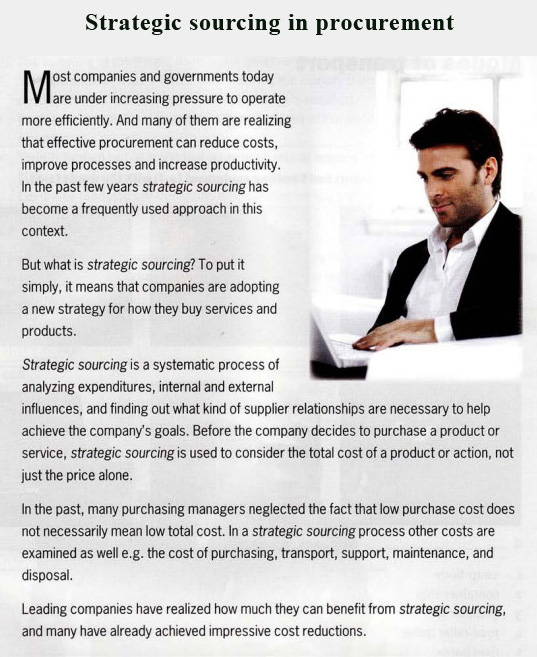 Strategic sourcing in procurement
Most companies and governments today
are under increasing pressure to operate
more efficiently. And many of them are realizing
that effective procurement can reduce costs,
improve processes and increase productivity.
In the past few years strategic sourcing has
become a frequently used approach in this
context.
But what is strategic sourcing? To put it
simply, it means that companies are adopting
a new strategy for how they buy services and
products.
Strategic sourcing is a systematic process of
analyzing expenditures, internal and external
influences, and finding out what kind of supplier relationships are necessary to help
achieve the company's goals. Before the company decides to purchase a product or
service, strategic sourcing is used to consider the total cost of a product or action, not
just the price alone.
In the past, many purchasing managers neglected the fact that low purchase cost does
not necessarily mean low total cost. In a strategic sourcing process other costs are
examined as well e.g. the cost of purchasing, transport, support, maintenance, and
disposal.
Leading companies have realized how much they can benefit from strategic sourcing,
and many have already achieved impressive cost reductions.